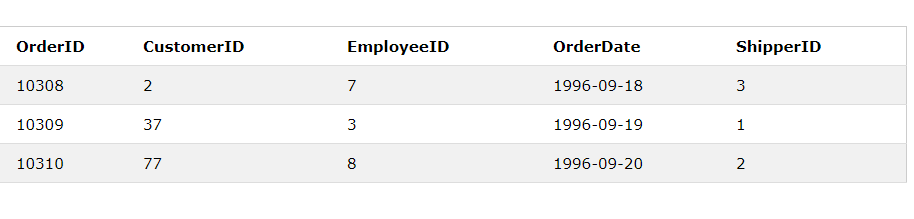 OrderID CustomerID EmployeeID OrderDate ShipperID
10308 2 7 1996-09-18 3
10309 37 3 1996-09-19 1
10310 77 8 1996-09-20 2